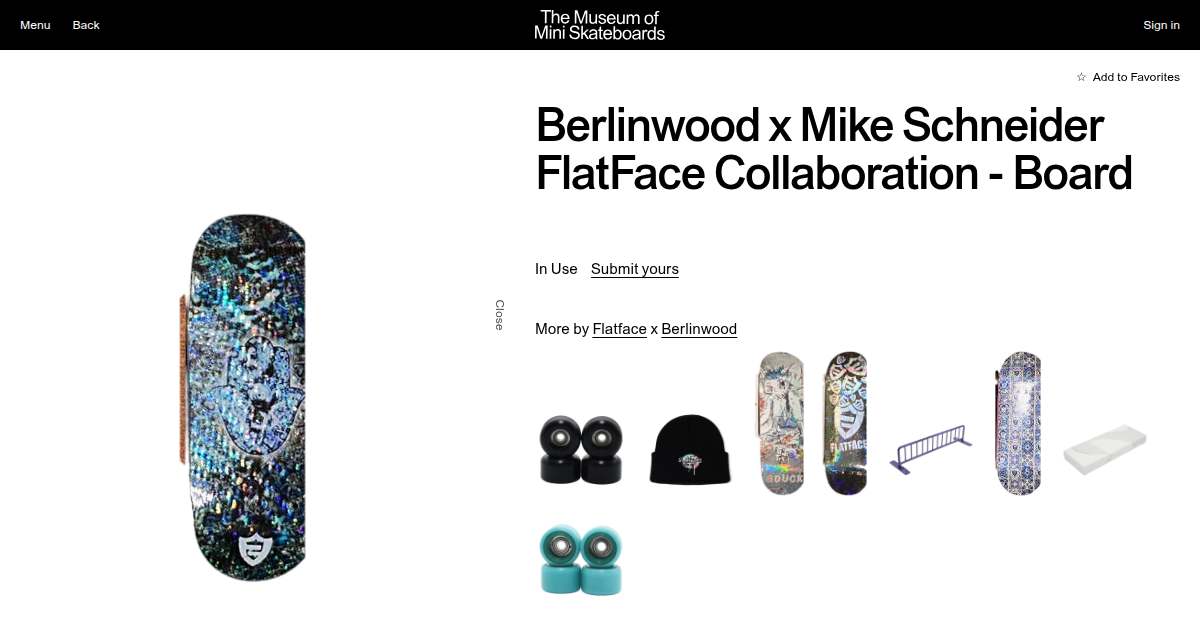 Menu
Back
The Museum of
Mini Skateboards
Sign in
☆ Add to Favorites
Berlinwood x Mike Schneider
FlatFace Collaboration - Board
In Use Submit yours
Close
More by Flatface x Berlinwood
FLATFACE